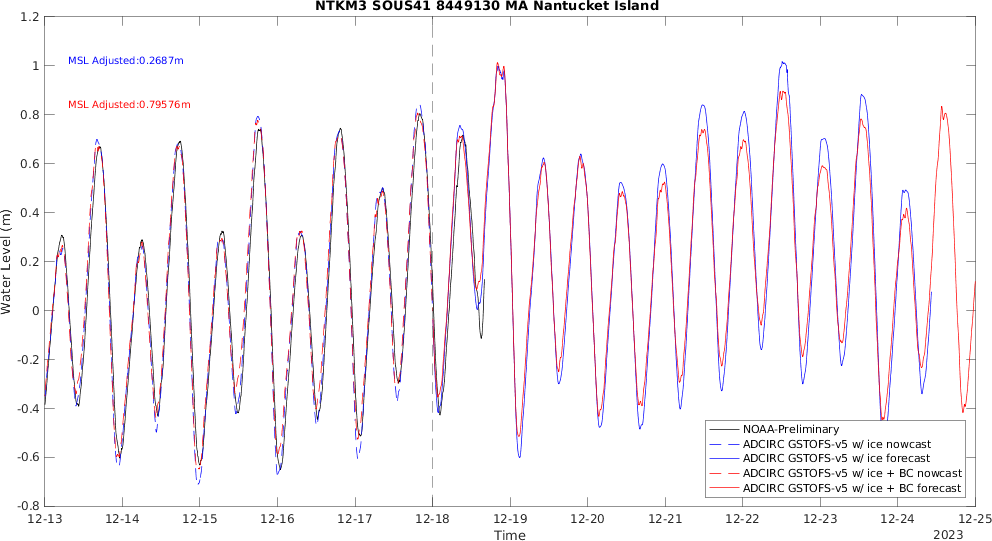 NTKM3 SOUS41 8449130 MA Nantucket Island
1.2
1
0.8
0.6
0.4
0.2
0
-0.2
-0.4
-0.6
-0.8
Water Level (m)
MSL Adjusted:0.2687m
MSL Adjusted:0.79576m
NOAA-Preliminary
ADCIRC GSTOFS-v5 w/ ice nowcast
ADCIRC GSTOFS-v5 w/ ice forecast
ADCIRC GSTOFS-v5 w/ ice + BC nowcast
ADCIRC GSTOFS-v5 w/ ice + BC forecast
12-13 12-14 12-15 12-16 12-17 12-18 12-19 12-20 12-21 12-22 12-23 12-24 12-25
Time
2023